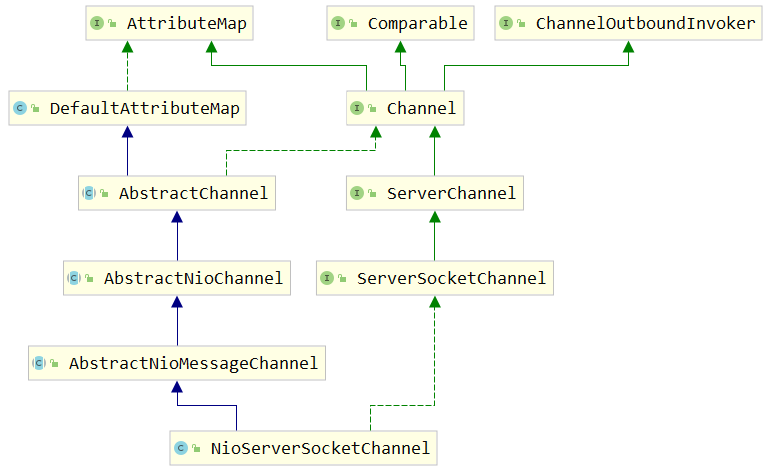 I AttributeMap
I Comparable
I ChannelOutboundInvoker
C DefaultAttributeMap
I Channel
C AbstractChannel
I ServerChannel
C AbstractNioChannel
I ServerSocketChannel
C AbstractNioMessageChannel
C NioServerSocketChannel